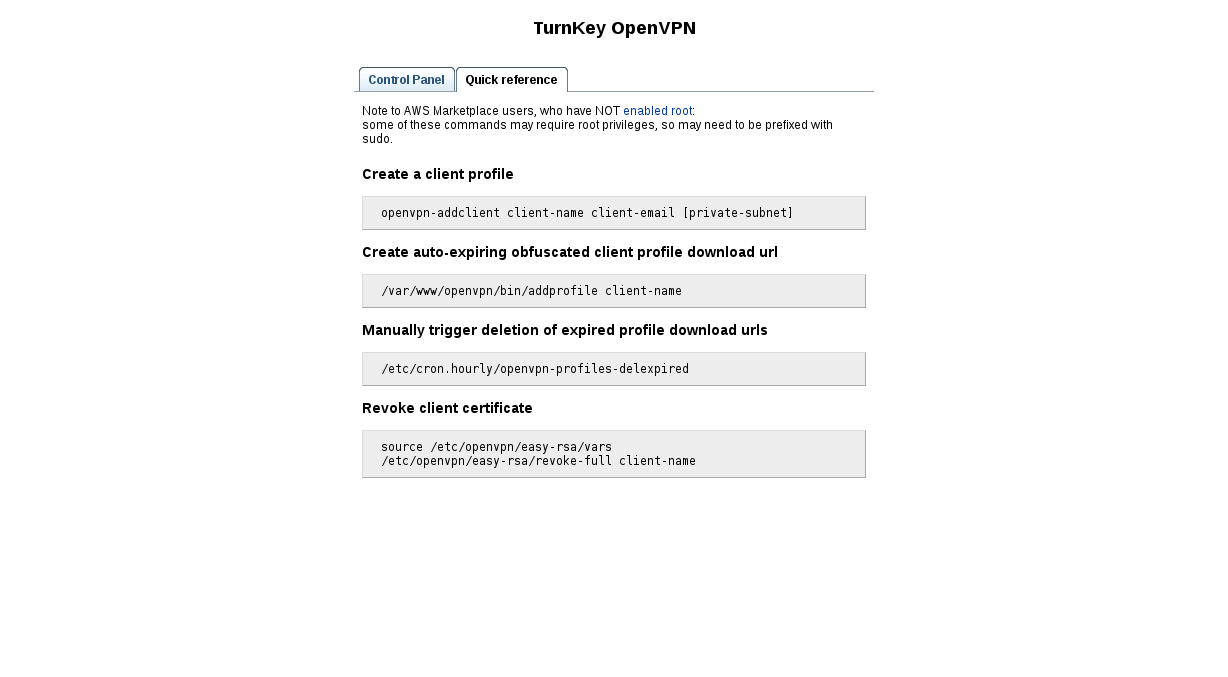 TurnKey OpenVPN
Control Panel
Quick reference
Note to AWS Marketplace users, who have NOT enabled root:
some of these commands may require root privileges, so may need to be prefixed with
sudo.
Create a client profile
openvpn-addclient client-name client-email [private-subnet]
Create auto-expiring obfuscated client profile download url
/var/www/openvpn/bin/addprofile client-name
Manually trigger deletion of expired profile download urls
/etc/cron.hourly/openvpn-profiles-delexpired
Revoke client certificate
source /etc/openvpn/easy-rsa/vars
/etc/openvpn/easy-rsa/revoke-full client-name